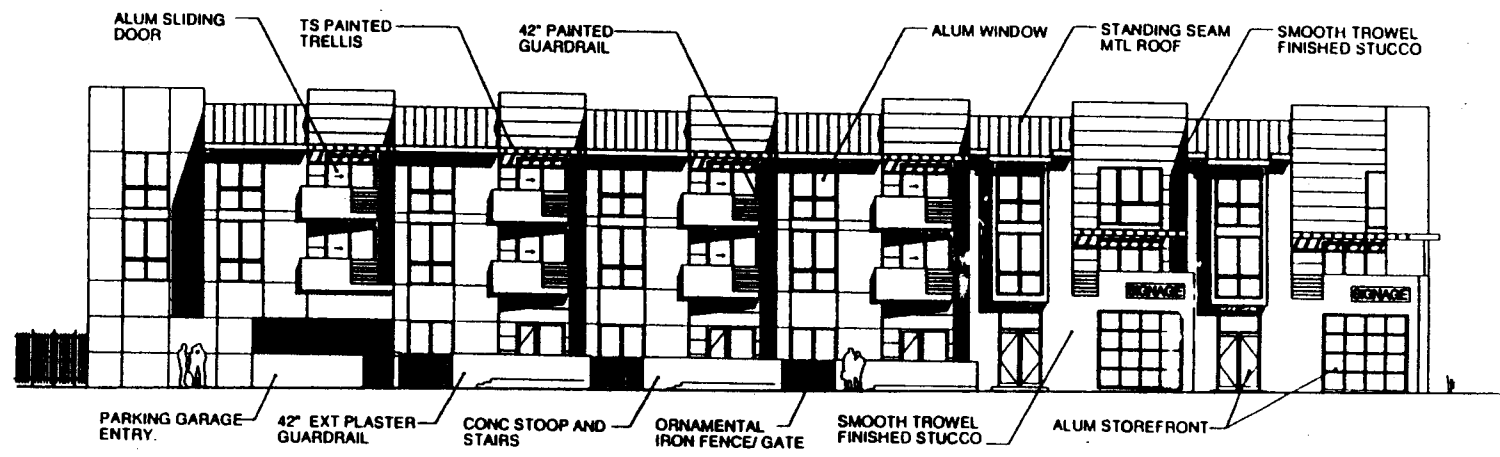 ALUM SLIDING
DOOR
TS PAINTED
TRELLIS
42" PAINTED
GUARDRAIL
ALUM WINDOW
STANDING SEAM
MTL ROOF
SMOOTH TROWEL
FINISHED STUCCO
SIGNAGE
SIGNAGE
PARKING GARAGE
ENTRY.
42" EXT PLASTER
GUARDRAIL
CONC STOOP AND
STAIRS
ORNAMENTAL
IRON FENCE/ GATE
SMOOTH TROWEL
FINISHED STUCCO
ALUM STOREFRONT